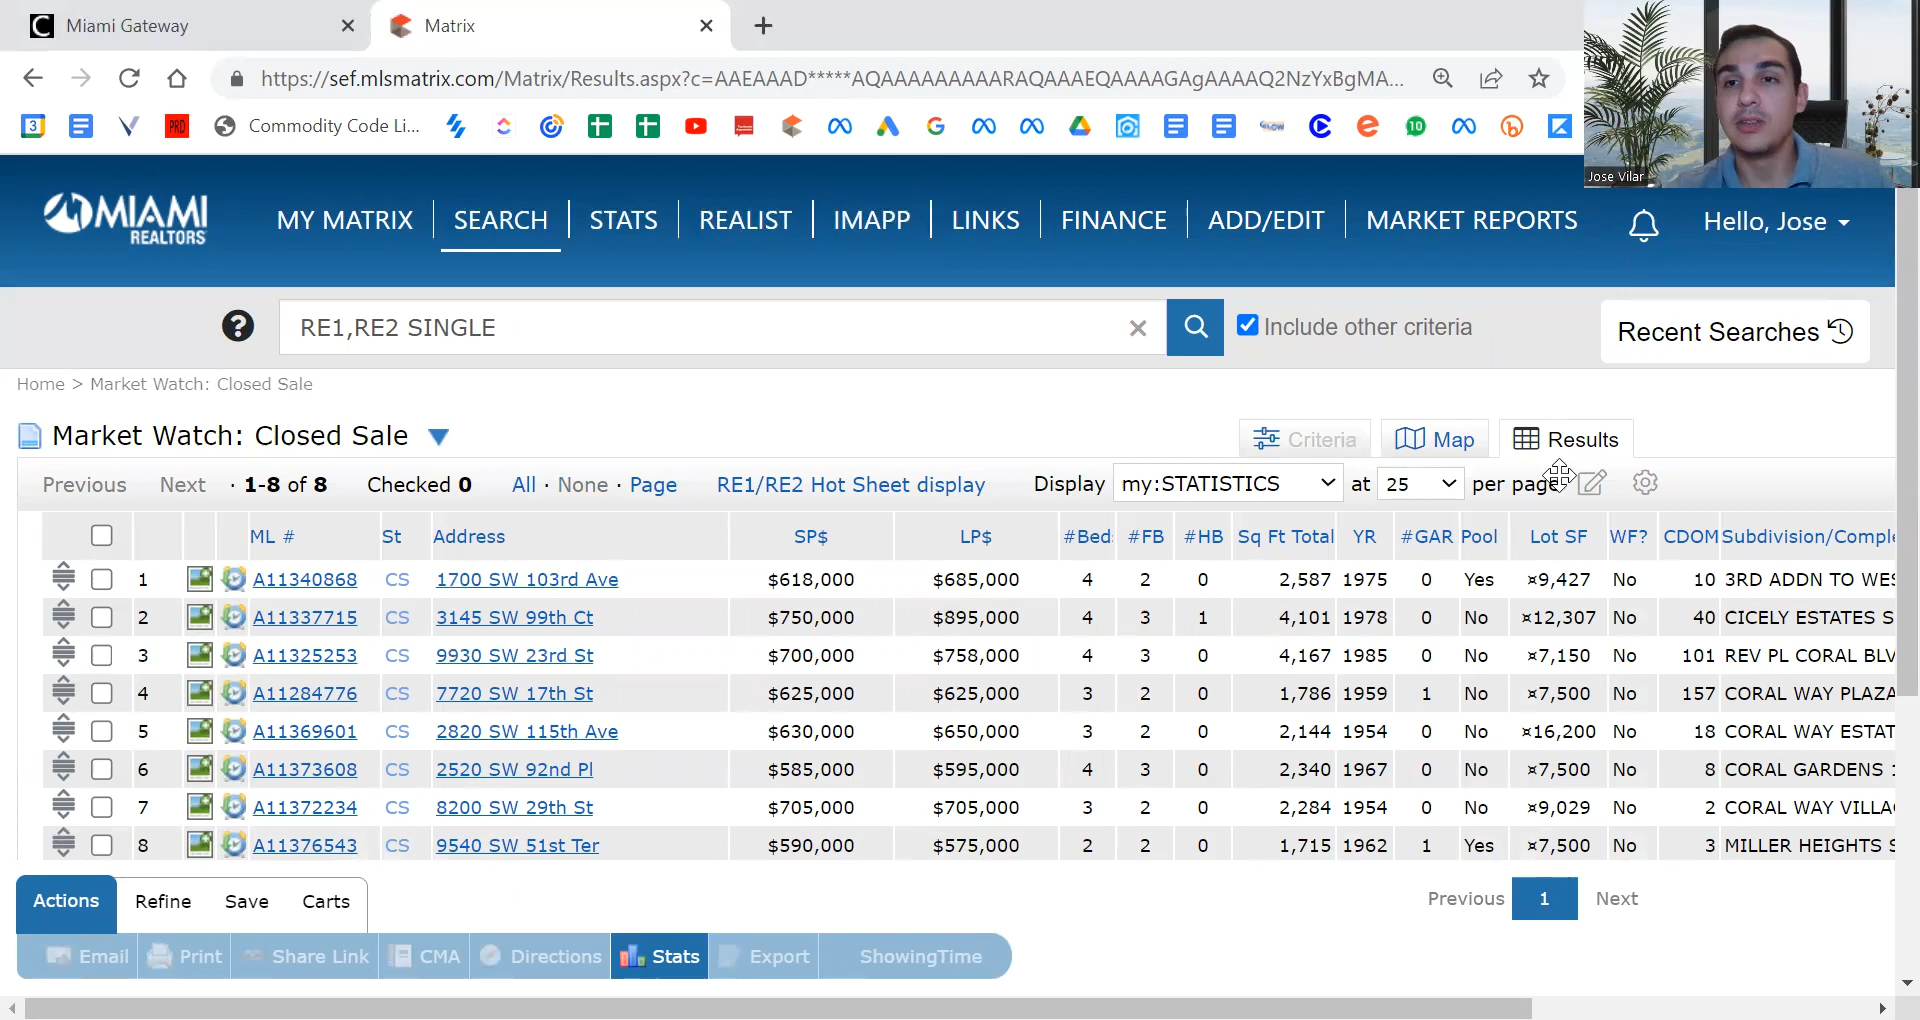 Miami Gateway
Matrix
https://sef.mlsmatrix.com/Matrix/Results.aspx?c=AAEAAAD*****AQAAAAAAAAARAQAAAEQAAAAGAgAAAAQ2NzYxBgMA...
3
PRD
Commodity Code Li...
10
Jose Vilar
MIAMI
REALTORS
MY MATRIX SEARCH STATS REALIST IMAPP LINKS FINANCE ADD/EDIT MARKET REPORTS Hello, Jose
? RE1,RE2 SINGLE Include other criteria Recent Searches
Home > Market Watch: Closed Sale
Market Watch: Closed Sale Criteria Map Results
Previous Next · 1-8 of 8 Checked 0 All · None · Page RE1/RE2 Hot Sheet display Display my:STATISTICS at 25 per page
ML # St Address SP$ LP$ #Bed #FB #HB Sq Ft Total YR #GAR Pool Lot SF WF? CDOM Subdivision/Comple
1 A11340868 CS 1700 SW 103rd Ave $618,000 $685,000 4 2 0 2,587 1975 0 Yes ¤9,427 No 10 3RD ADDN TO WES
2 A11337715 CS 3145 SW 99th Ct $750,000 $895,000 4 3 1 4,101 1978 0 No ¤12,307 No 40 CICELY ESTATES S
3 A11325253 CS 9930 SW 23rd St $700,000 $758,000 4 3 0 4,167 1985 0 No ¤7,150 No 101 REV PL CORAL BLV
4 A11284776 CS 7720 SW 17th St $625,000 $625,000 3 2 0 1,786 1959 1 No ¤7,500 No 157 CORAL WAY PLAZA
5 A11369601 CS 2820 SW 115th Ave $630,000 $650,000 3 2 0 2,144 1954 0 No ¤16,200 No 18 CORAL WAY ESTAT
6 A11373608 CS 2520 SW 92nd Pl $585,000 $595,000 4 3 0 2,340 1967 0 No ¤7,500 No 8 CORAL GARDENS 1
7 A11372234 CS 8200 SW 29th St $705,000 $705,000 3 2 0 2,284 1954 0 No ¤9,029 No 2 CORAL WAY VILLAG
8 A11376543 CS 9540 SW 51st Ter $590,000 $575,000 2 2 0 1,715 1962 1 Yes ¤7,500 No 3 MILLER HEIGHTS S
Actions Refine Save Carts Previous 1 Next
Email Print Share Link CMA Directions Stats Export ShowingTime